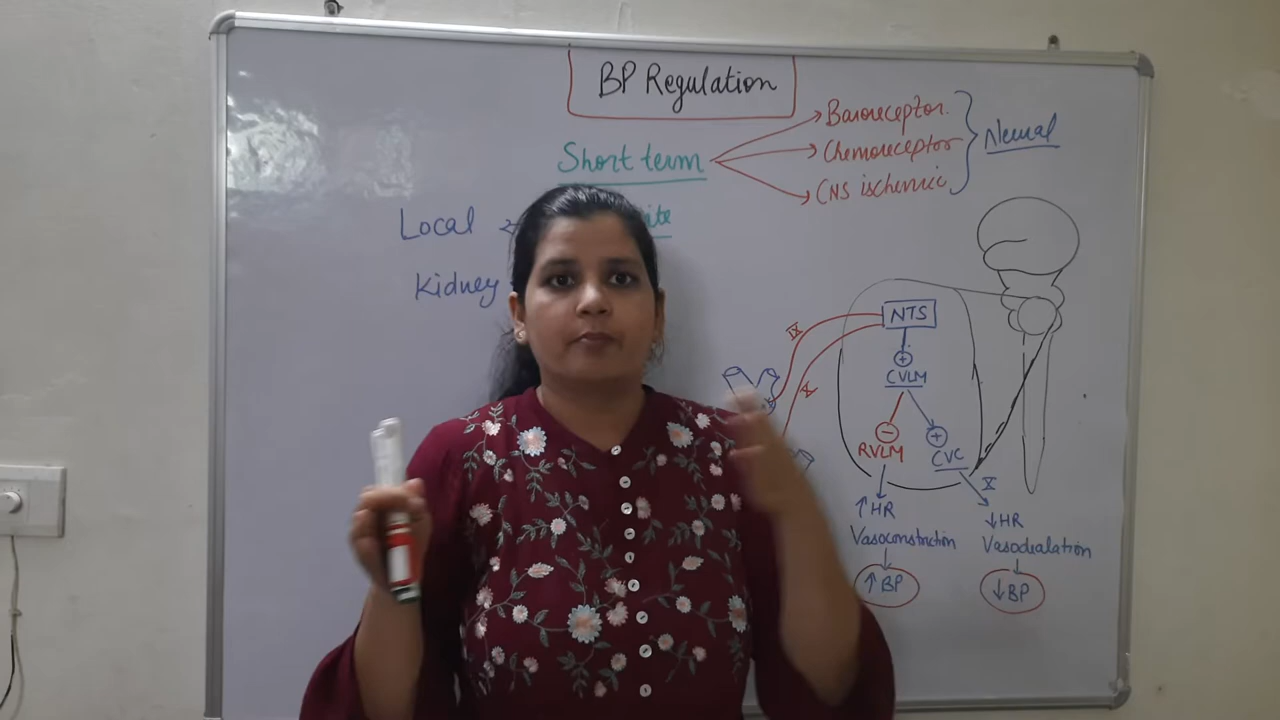 BP Regulation
Short term
Baroreceptor.
Chemoreceptor
CNS ischemic
Neural
Local
Kidney
NTS
IX
X
+
CVLM
-
+
RVLM
CVC
X
↑HR
Vasoconstriction
↑BP
↓HR
Vasodialation
↓BP